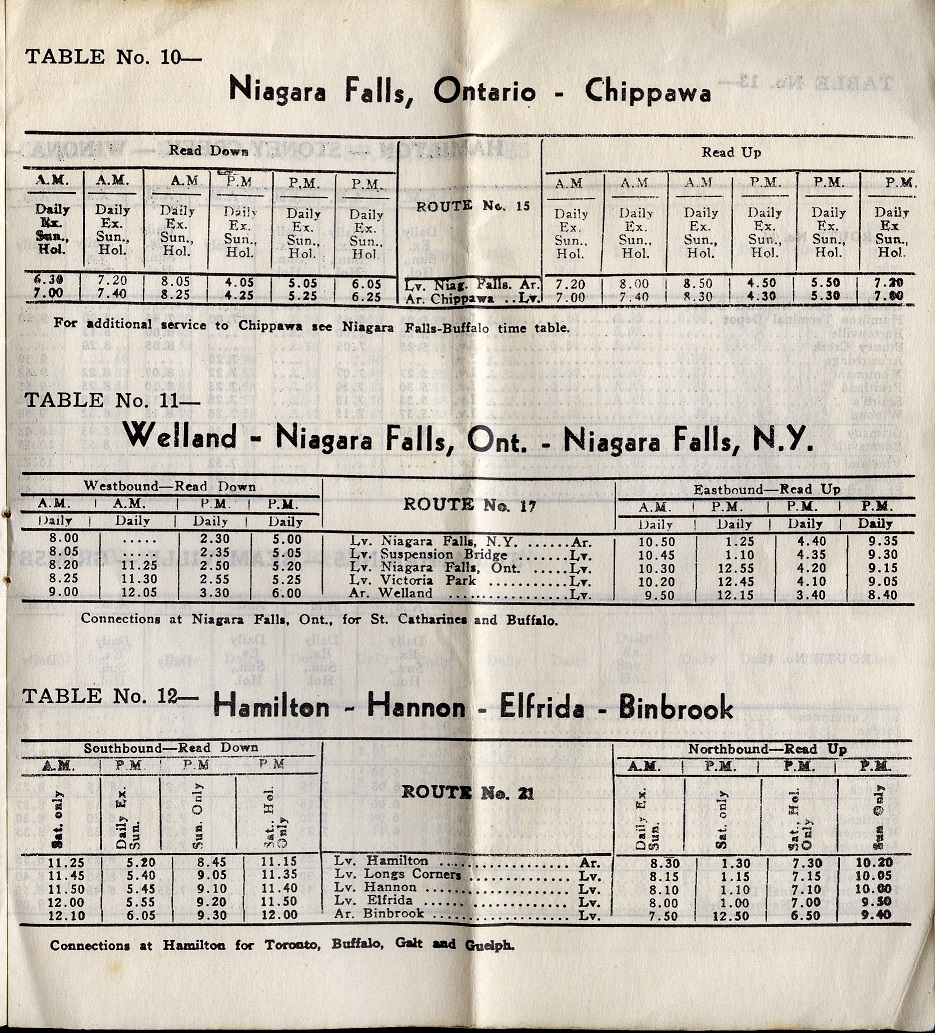 TABLE No. 10—
Niagara Falls, Ontario - Chippawa
Read Down Read Up
A.M. A.M. A.M P.M P.M. P.M. ROUTE No. 15 A.M A.M A.M P.M. P.M. P.M.
Daily Daily Daily Daily Daily Daily Daily Daily Daily Daily Daily Daily
Ex. Ex. Ex. Ex. Ex. Ex. Ex. Ex. Ex. Ex. Ex. Ex
Sun., Sun., Sun., Sun., Sun., Sun., Sun., Sun., Sun., Sun., Sun., Sun.,
Hol. Hol. Hol. Hol. Hol. Hol. Hol. Hol. Hol. Hol. Hol. Hol.
6.30 7.20 8.05 4.05 5.05 6.05 Lv. Niag. Falls. Ar. 7.20 8.00 8.50 4.50 5.50 7.20
7.00 7.40 8.25 4.25 5.25 6.25 Ar. Chippawa .. Lv. 7.00 7.40 8.30 4.30 5.30 7.00
For additional service to Chippawa see Niagara Falls-Buffalo time table.
TABLE No. 11—
Welland - Niagara Falls, Ont. - Niagara Falls, N.Y.
Westbound—Read Down ROUTE No. 17 Eastbound—Read Up
A.M. A.M. P.M. P.M. A.M. P.M. P.M. P.M.
Daily Daily Daily Daily Daily Daily Daily Daily
8.00 ..... 2.30 5.00 Lv. Niagara Falls, N.Y. ......Ar. 10.50 1.25 4.40 9.35
8.05 ..... 2.35 5.05 Lv. Suspension Bridge .......Lv. 10.45 1.10 4.35 9.30
8.20 11.25 2.50 5.20 Lv. Niagara Falls, Ont. .....Lv. 10.30 12.55 4.20 9.15
8.25 11.30 2.55 5.25 Lv. Victoria Park ...........Lv. 10.20 12.45 4.10 9.05
9.00 12.05 3.30 6.00 Ar. Welland ................Lv. 9.50 12.15 3.40 8.40
Connections at Niagara Falls, Ont., for St. Catharines and Buffalo.
TABLE No. 12—
Hamilton - Hannon - Elfrida - Binbrook
Southbound—Read Down ROUTE No. 21 Northbound—Read Up
A.M. P.M. P.M P M A.M. P.M. P.M. P.M.
Sat. only Daily Ex. Sun. Sun. Only Sat., Hol. Only Daily Ex. Sun. Sat. only Sat., Hol. Only Sun Only
11.25 5.20 8.45 11.15 Lv. Hamilton .................... Ar. 8.30 1.30 7.30 10.20
11.45 5.40 9.05 11.35 Lv. Longs Corners ............... Lv. 8.15 1.15 7.15 10.05
11.50 5.45 9.10 11.40 Lv. Hannon ...................... Lv. 8.10 1.10 7.10 10.00
12.00 5.55 9.20 11.50 Lv. Elfrida ..................... Lv. 8.00 1.00 7.00 9.50
12.10 6.05 9.30 12.00 Ar. Binbrook .................... Lv. 7.50 12.50 6.50 9.40
Connections at Hamilton for Toronto, Buffalo, Galt and Guelph.